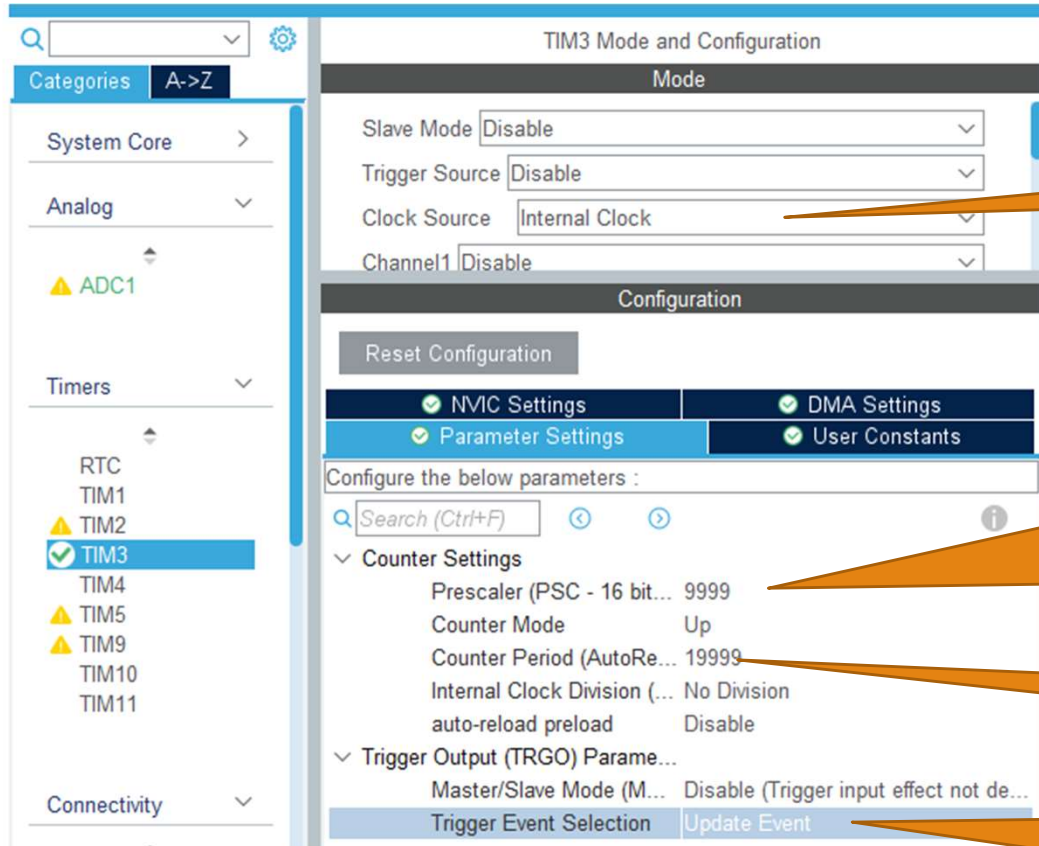 TIM3 Mode and Configuration
Categories A->Z
Mode
System Core
Analog
ADC1
Timers
RTC
TIM1
TIM2
TIM3
TIM4
TIM5
TIM9
TIM10
TIM11
Connectivity
Slave Mode Disable
Trigger Source Disable
Clock Source Internal Clock
Channel1 Disable
Configuration
Reset Configuration
NVIC Settings DMA Settings
Parameter Settings User Constants
Configure the below parameters :
Search (Ctrl+F)
Counter Settings
Prescaler (PSC - 16 bit... 9999
Counter Mode Up
Counter Period (AutoRe... 19999
Internal Clock Division (... No Division
auto-reload preload Disable
Trigger Output (TRGO) Parame...
Master/Slave Mode (M... Disable (Trigger input effect not de...
Trigger Event Selection Update Event